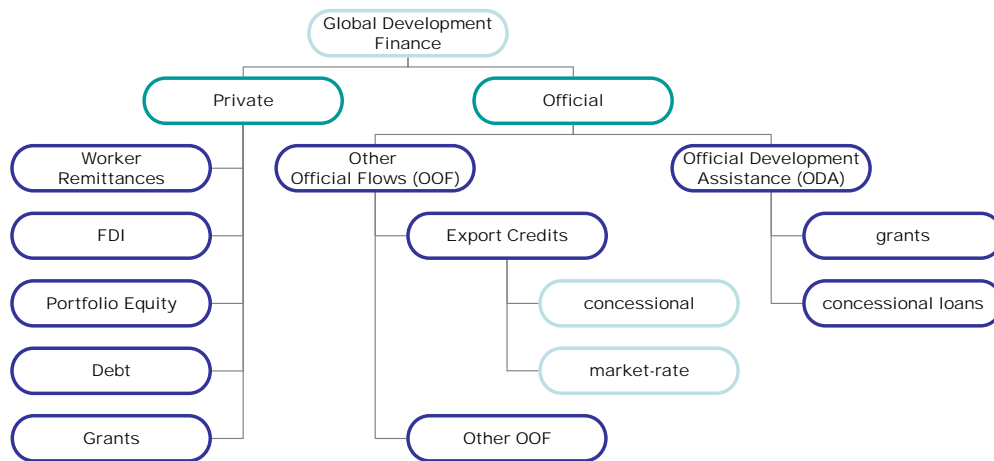 Global Development
Finance
Private
Official
Worker
Remittances
Other
Official Flows (OOF)
Official Development
Assistance (ODA)
FDI
Export Credits
grants
Portfolio Equity
concessional
concessional loans
Debt
market-rate
Grants
Other OOF